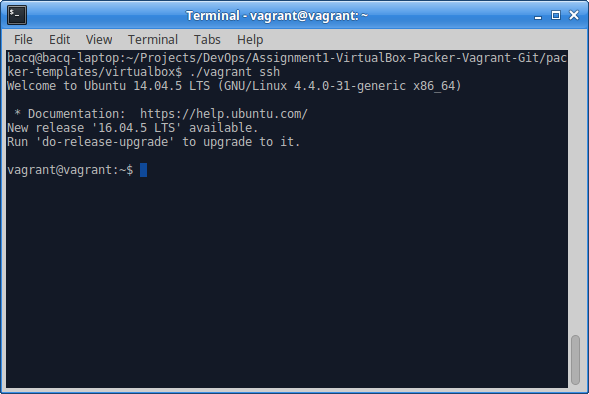 Terminal - vagrant@vagrant: ~
File Edit View Terminal Tabs Help
bacq@bacq-laptop:~/Projects/DevOps/Assignment1-VirtualBox-Packer-Vagrant-Git/pac
ker-templates/virtualbox$ ./vagrant ssh
Welcome to Ubuntu 14.04.5 LTS (GNU/Linux 4.4.0-31-generic x86_64)
* Documentation:  https://help.ubuntu.com/
New release '16.04.5 LTS' available.
Run 'do-release-upgrade' to upgrade to it.
vagrant@vagrant:~$